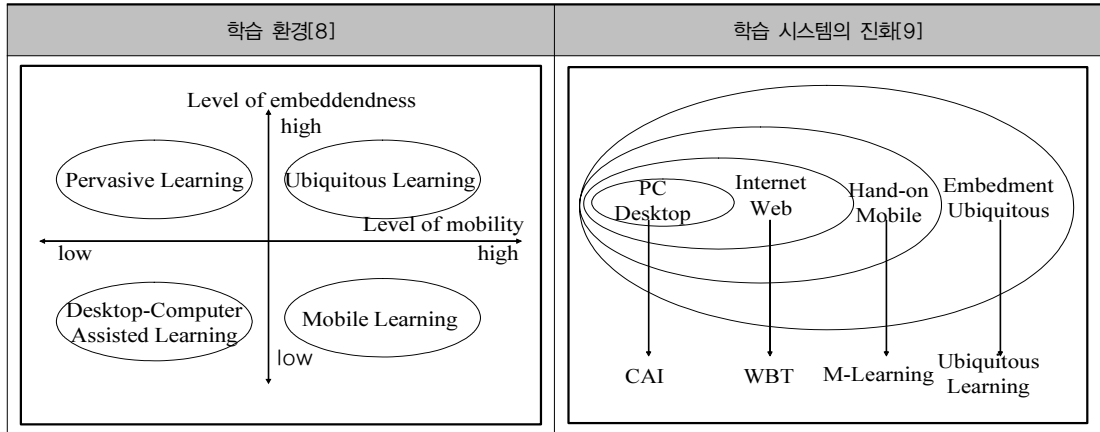 학습 환경[8]
학습 시스템의 진화[9]
Level of embeddendness
high
Pervasive Learning
Ubiquitous Learning
Level of mobility
low
high
Desktop-Computer
Assisted Learning
Mobile Learning
low
PC
Desktop
Internet
Web
Hand-on
Mobile
Embedment
Ubiquitous
CAI
WBT
M-Learning
Ubiquitous
Learning